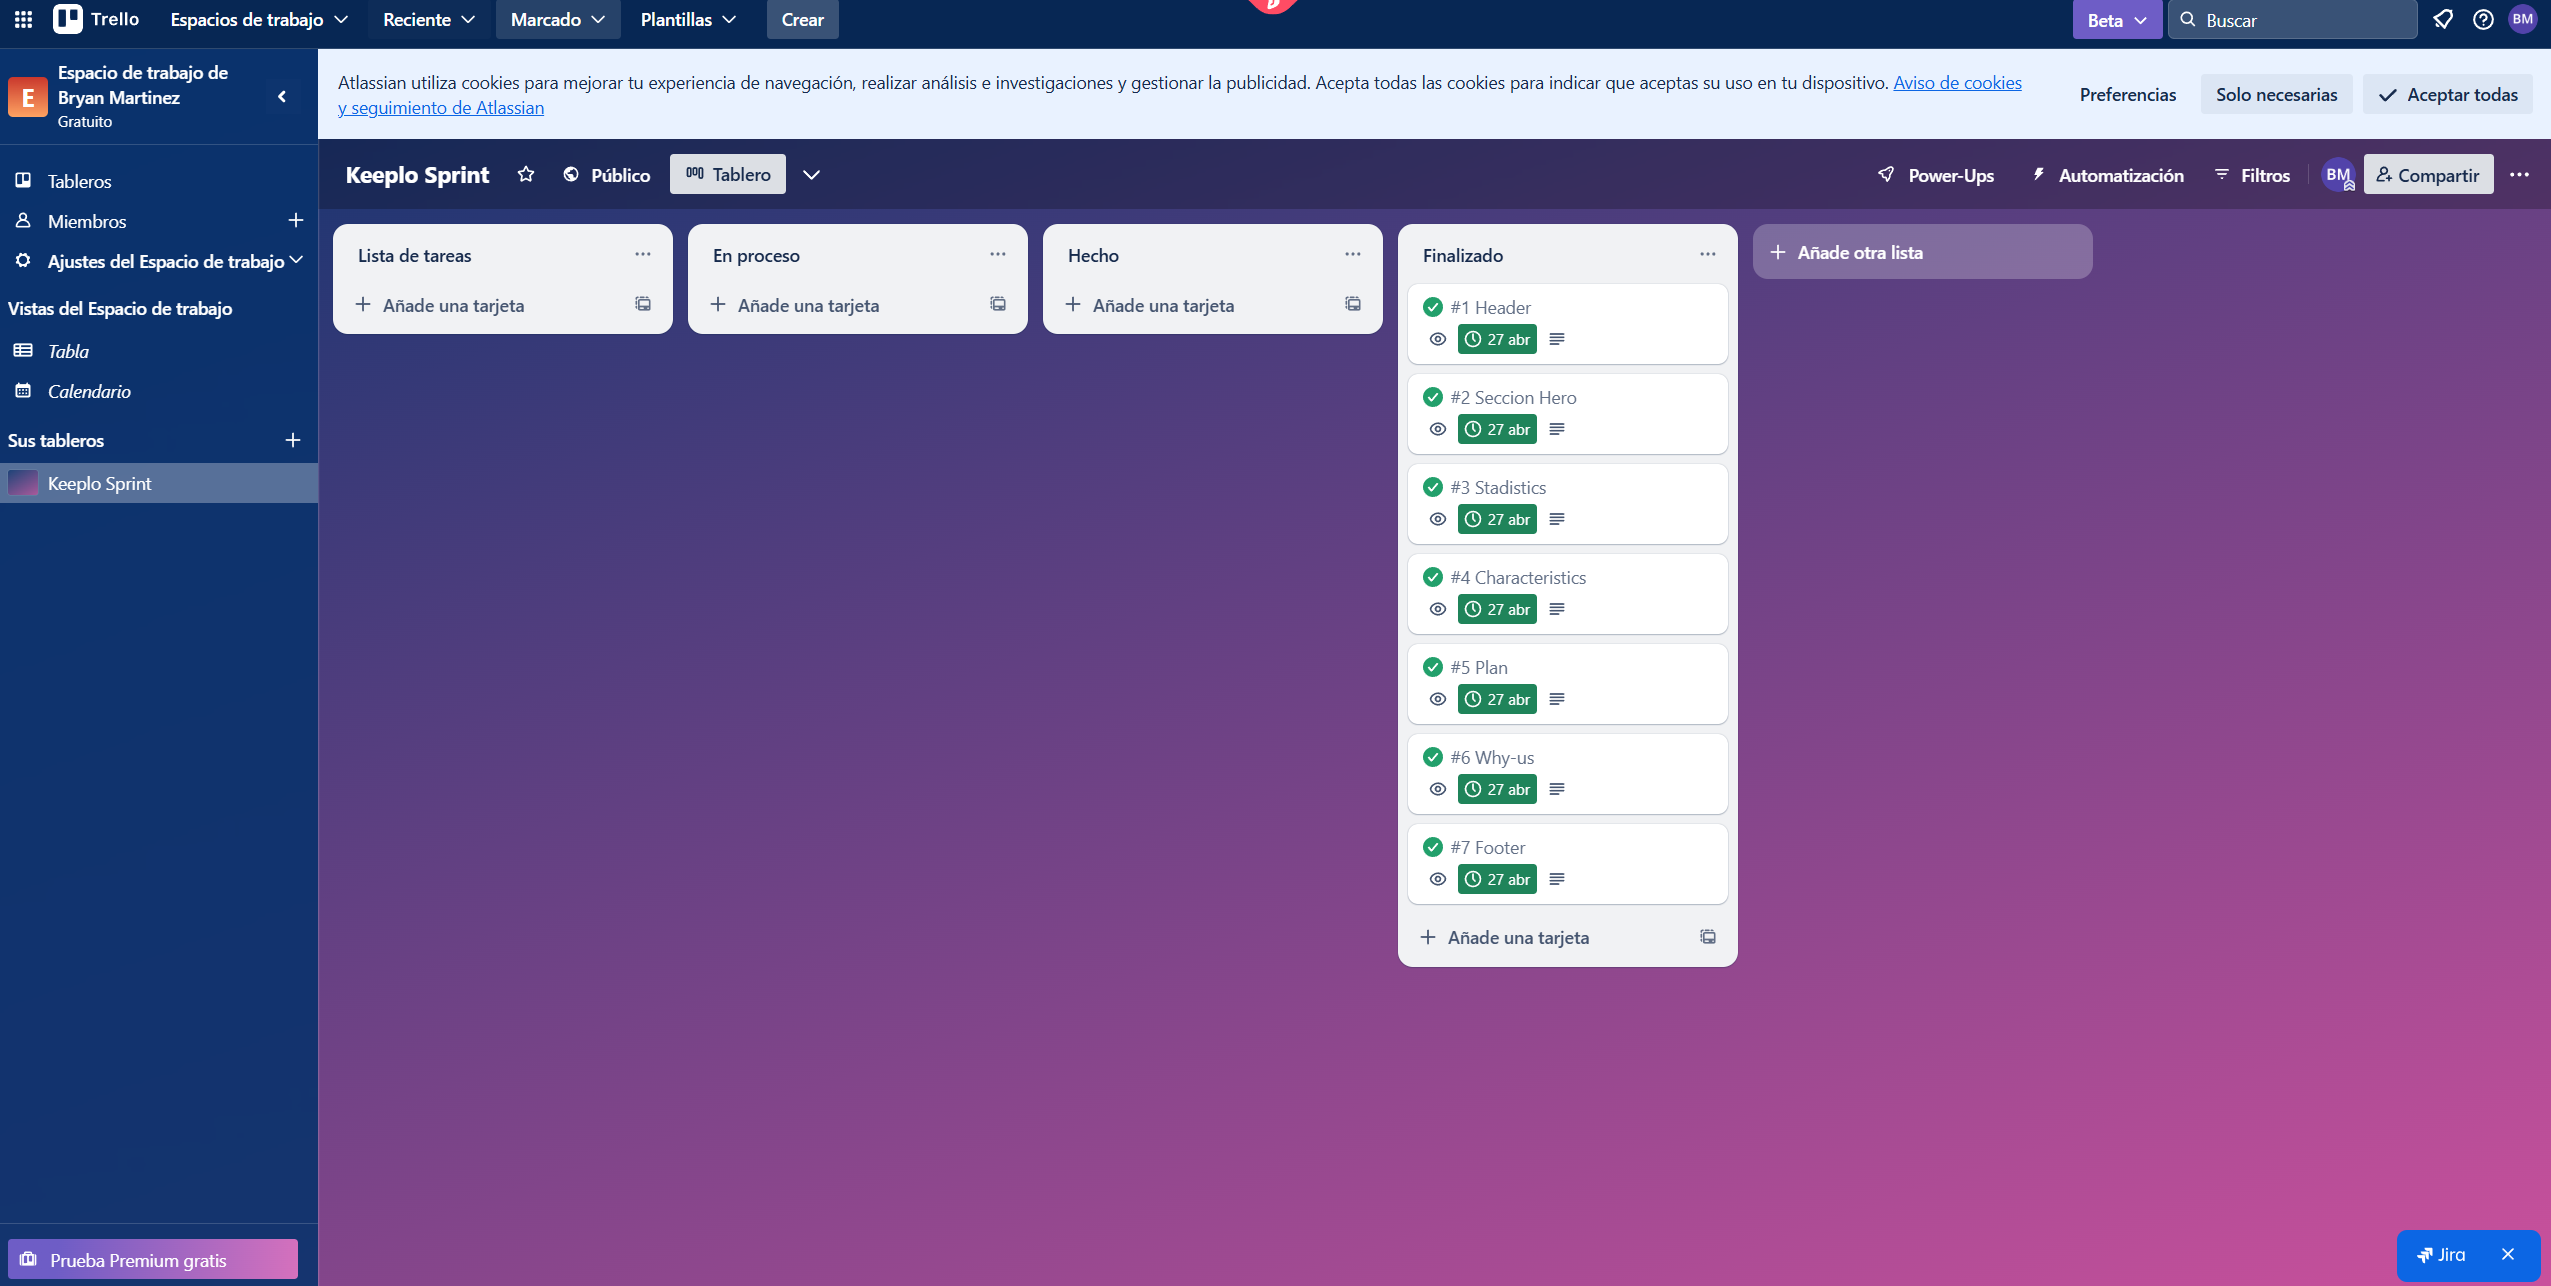 Trello
Espacios de trabajo
Reciente
Marcado
Plantillas
Crear
Beta
Buscar
BM
E
Espacio de trabajo de
Bryan Martinez
Gratuito
Atlassian utiliza cookies para mejorar tu experiencia de navegación, realizar análisis e investigaciones y gestionar la publicidad. Acepta todas las cookies para indicar que aceptas su uso en tu dispositivo. Aviso de cookies
y seguimiento de Atlassian
Preferencias
Solo necesarias
Aceptar todas
Tableros
Miembros
Ajustes del Espacio de trabajo
Vistas del Espacio de trabajo
Tabla
Calendario
Sus tableros
Keeplo Sprint
Prueba Premium gratis
Keeplo Sprint
Público
Tablero
Power-Ups
Automatización
Filtros
BM
Compartir
Lista de tareas
Añade una tarjeta
En proceso
Añade una tarjeta
Hecho
Añade una tarjeta
Finalizado
#1 Header
27 abr
#2 Seccion Hero
27 abr
#3 Stadistics
27 abr
#4 Characteristics
27 abr
#5 Plan
27 abr
#6 Why-us
27 abr
#7 Footer
27 abr
Añade una tarjeta
Añade otra lista
Jira